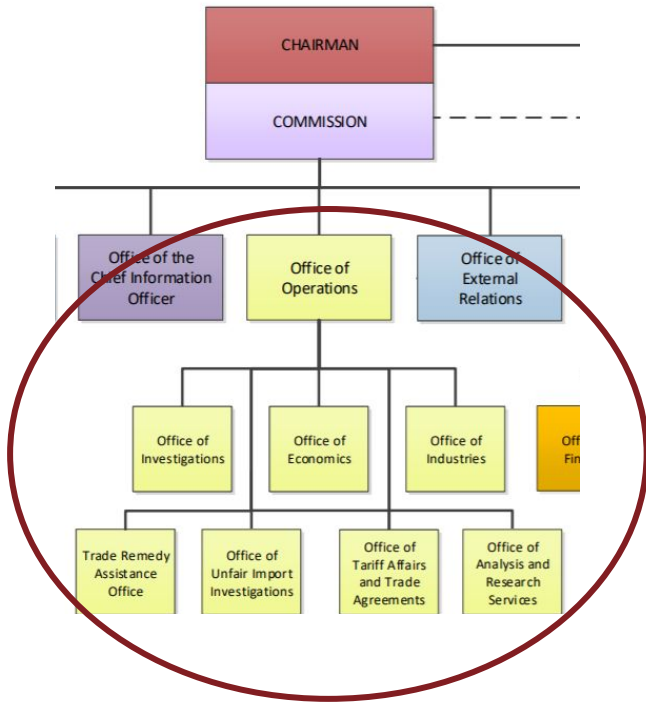 CHAIRMAN
COMMISSION
Office of the
Chief Information
Officer
Office of
Operations
Office of
External
Relations
Office of
Investigations
Office of
Economics
Office of
Industries
Trade Remedy
Assistance
Office
Office of
Unfair Import
Investigations
Office of
Tariff Affairs
and Trade
Agreements
Office of
Analysis and
Research
Services